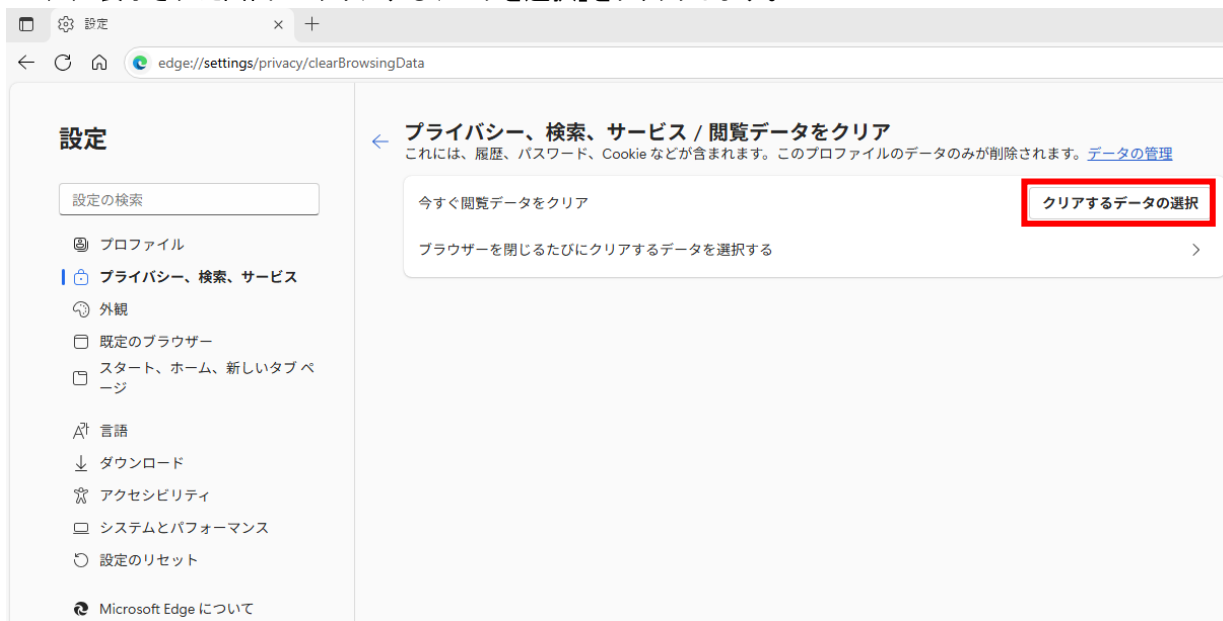 設定
edge://settings/privacy/clearBrowsingData
設定
設定の検索
プロファイル
プライバシー、検索、サービス
外観
既定のブラウザー
スタート、ホーム、新しいタブ ペ
ージ
言語
ダウンロード
アクセシビリティ
システムとパフォーマンス
設定のリセット
Microsoft Edge について
プライバシー、検索、サービス / 閲覧データをクリア
これには、履歴、パスワード、Cookie などが含まれます。このプロファイルのデータのみが削除されます。データの管理
今すぐ閲覧データをクリア
クリアするデータの選択
ブラウザーを閉じるたびにクリアするデータを選択する